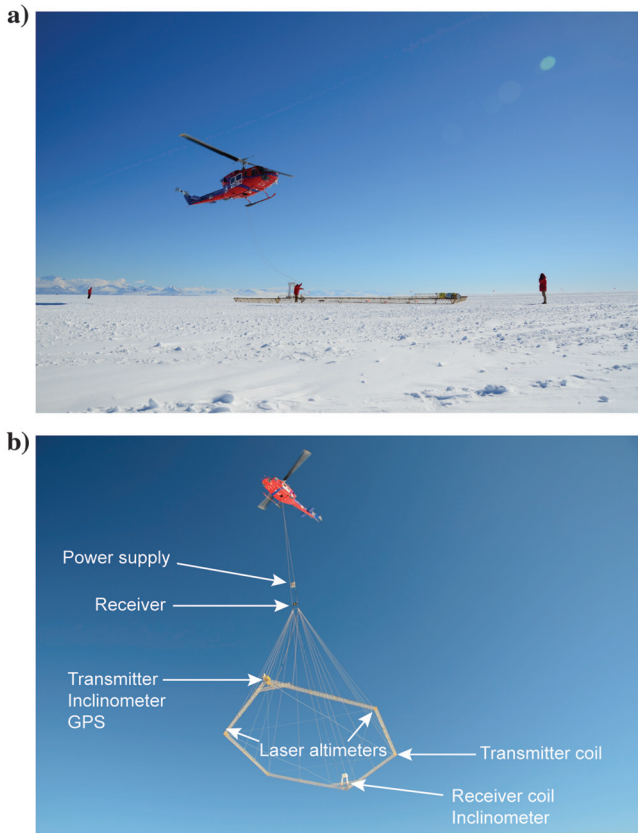 a)
b)
Power supply
Receiver
Transmitter
Inclinometer
GPS
Laser altimeters
Transmitter coil
Receiver coil
Inclinometer